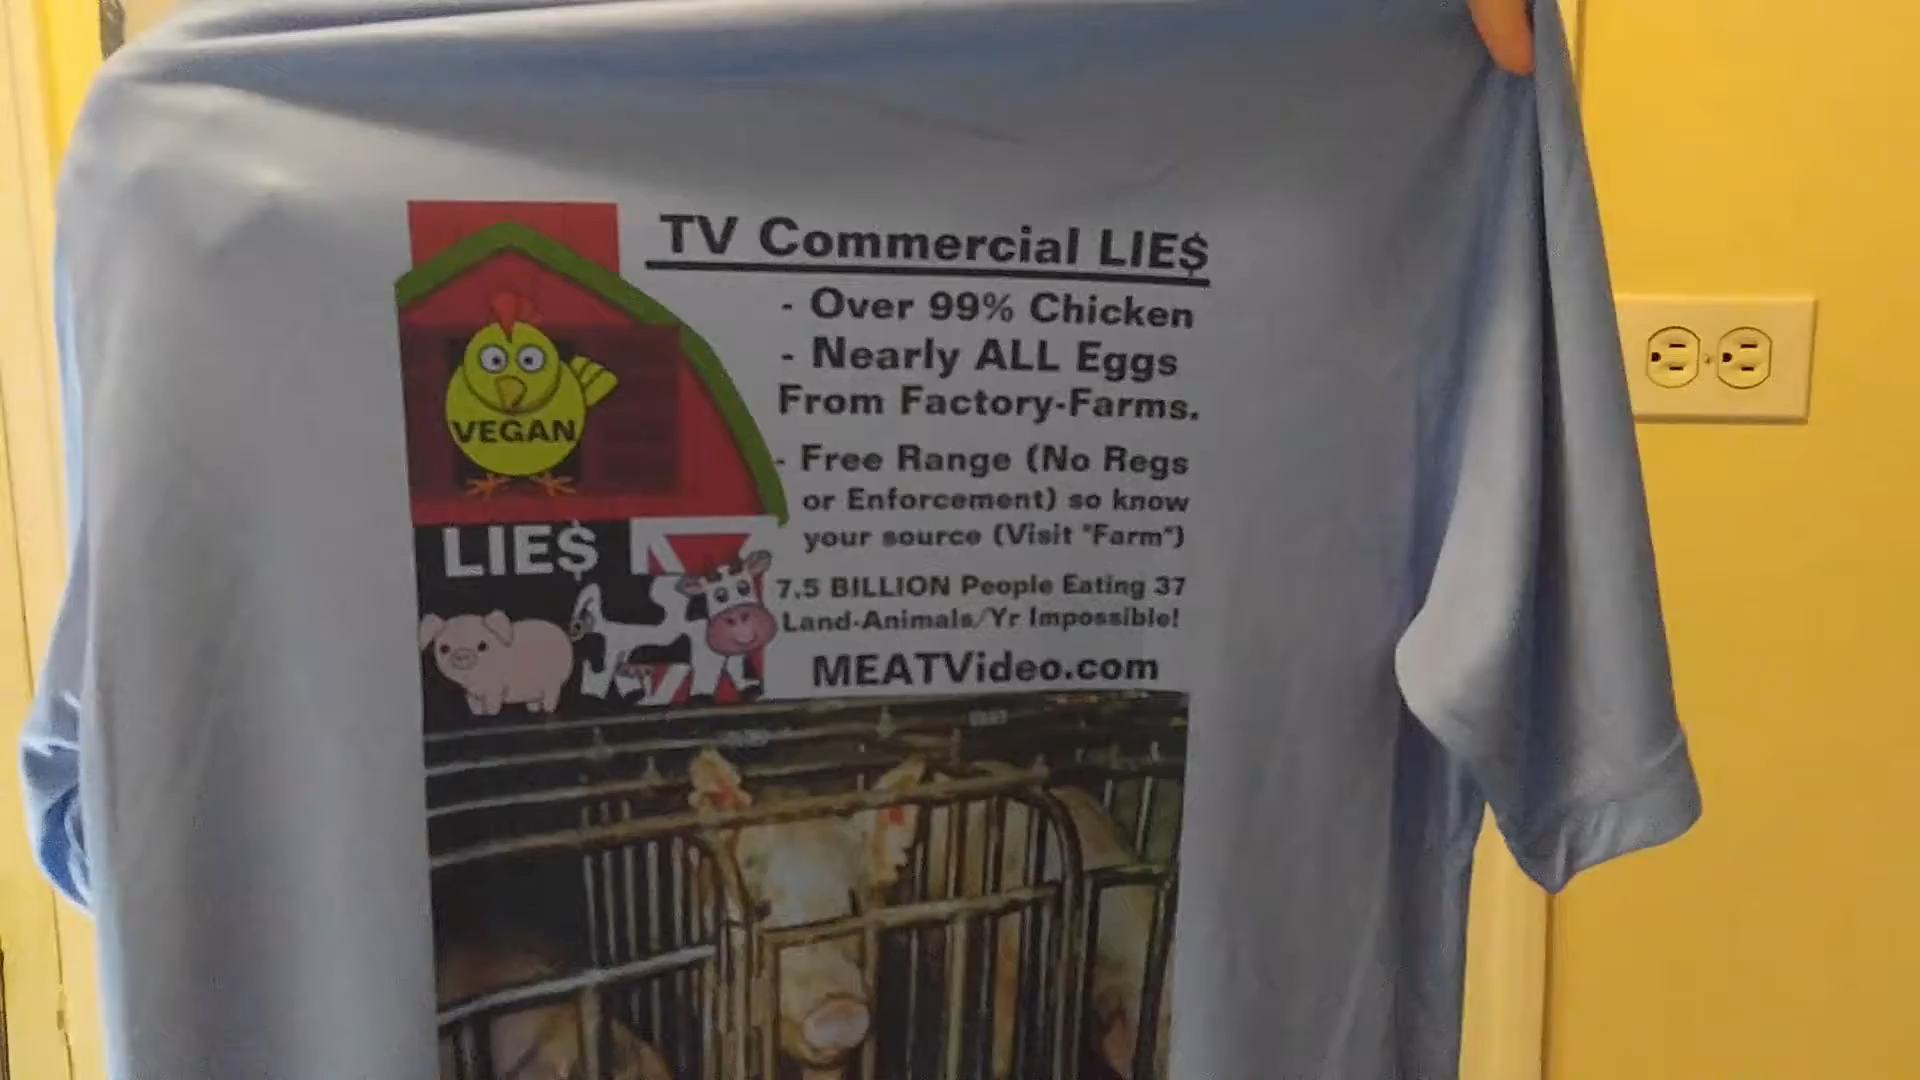 TV Commercial LIE$
- Over 99% Chicken
- Nearly ALL Eggs
From Factory-Farms.
- Free Range (No Regs
or Enforcement) so know
your source (Visit "Farm")
7.5 BILLION People Eating 37
Land-Animals/Yr Impossible!
MEATVideo.com
VEGAN
LIE$